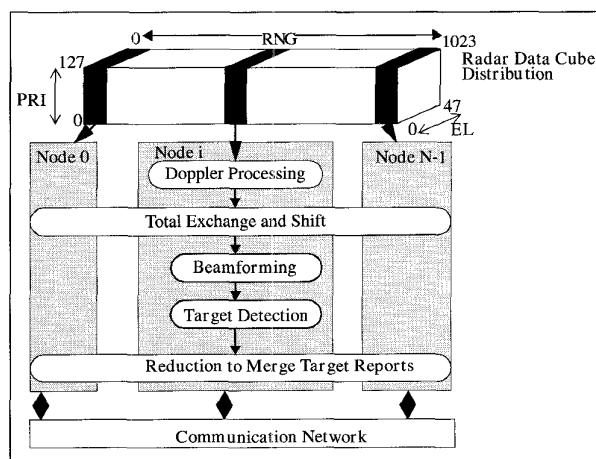 0 RNG 1023
Radar Data Cube
Distribution
127
PRI
0
47
0 EL
Node 0
Node i
Node N-1
Doppler Processing
Total Exchange and Shift
Beamforming
Target Detection
Reduction to Merge Target Reports
Communication Network